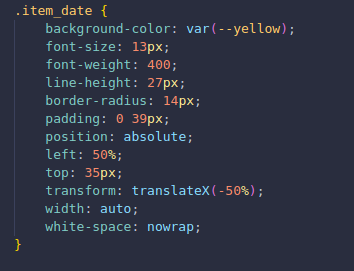 .item_date {
background-color: var(--yellow);
font-size: 13px;
font-weight: 400;
line-height: 27px;
border-radius: 14px;
padding: 0 39px;
position: absolute;
left: 50%;
top: 35px;
transform: translateX(-50%);
width: auto;
white-space: nowrap;
}